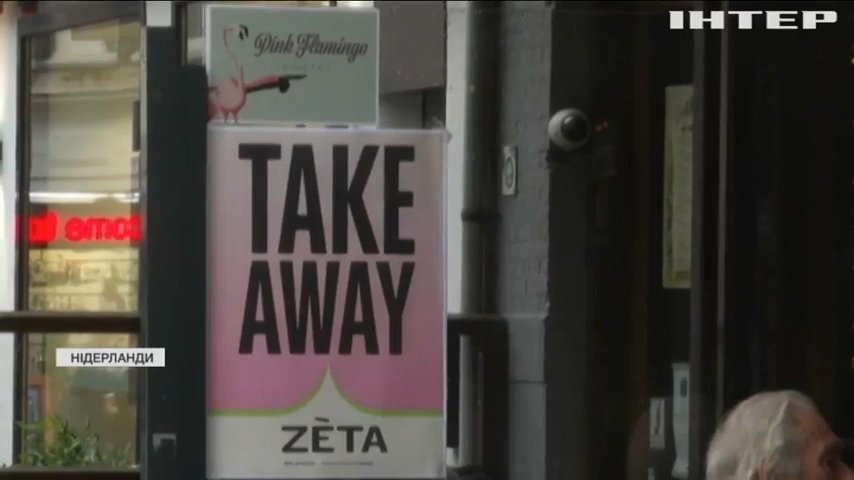 ІНТЕР
Pink Flamingo
TAKE
AWAY
НІДЕРЛАНДИ
ZÈTA